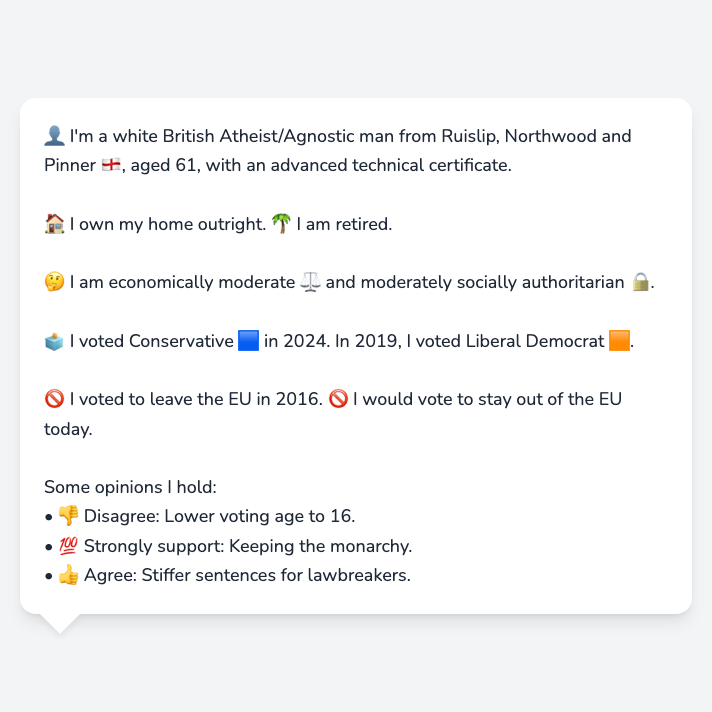 👤 I'm a white British Atheist/Agnostic man from Ruislip, Northwood and
Pinner 🏴󠁧󠁢󠁥󠁮󠁧󠁿, aged 61, with an advanced technical certificate.
🏠 I own my home outright. 🌴 I am retired.
🤔 I am economically moderate ⚖️ and moderately socially authoritarian 🔒.
🗳️ I voted Conservative 🟦 in 2024. In 2019, I voted Liberal Democrat 🟧.
🚫 I voted to leave the EU in 2016. 🚫 I would vote to stay out of the EU
today.
Some opinions I hold:
• 👎 Disagree: Lower voting age to 16.
• 💯 Strongly support: Keeping the monarchy.
• 👍 Agree: Stiffer sentences for lawbreakers.